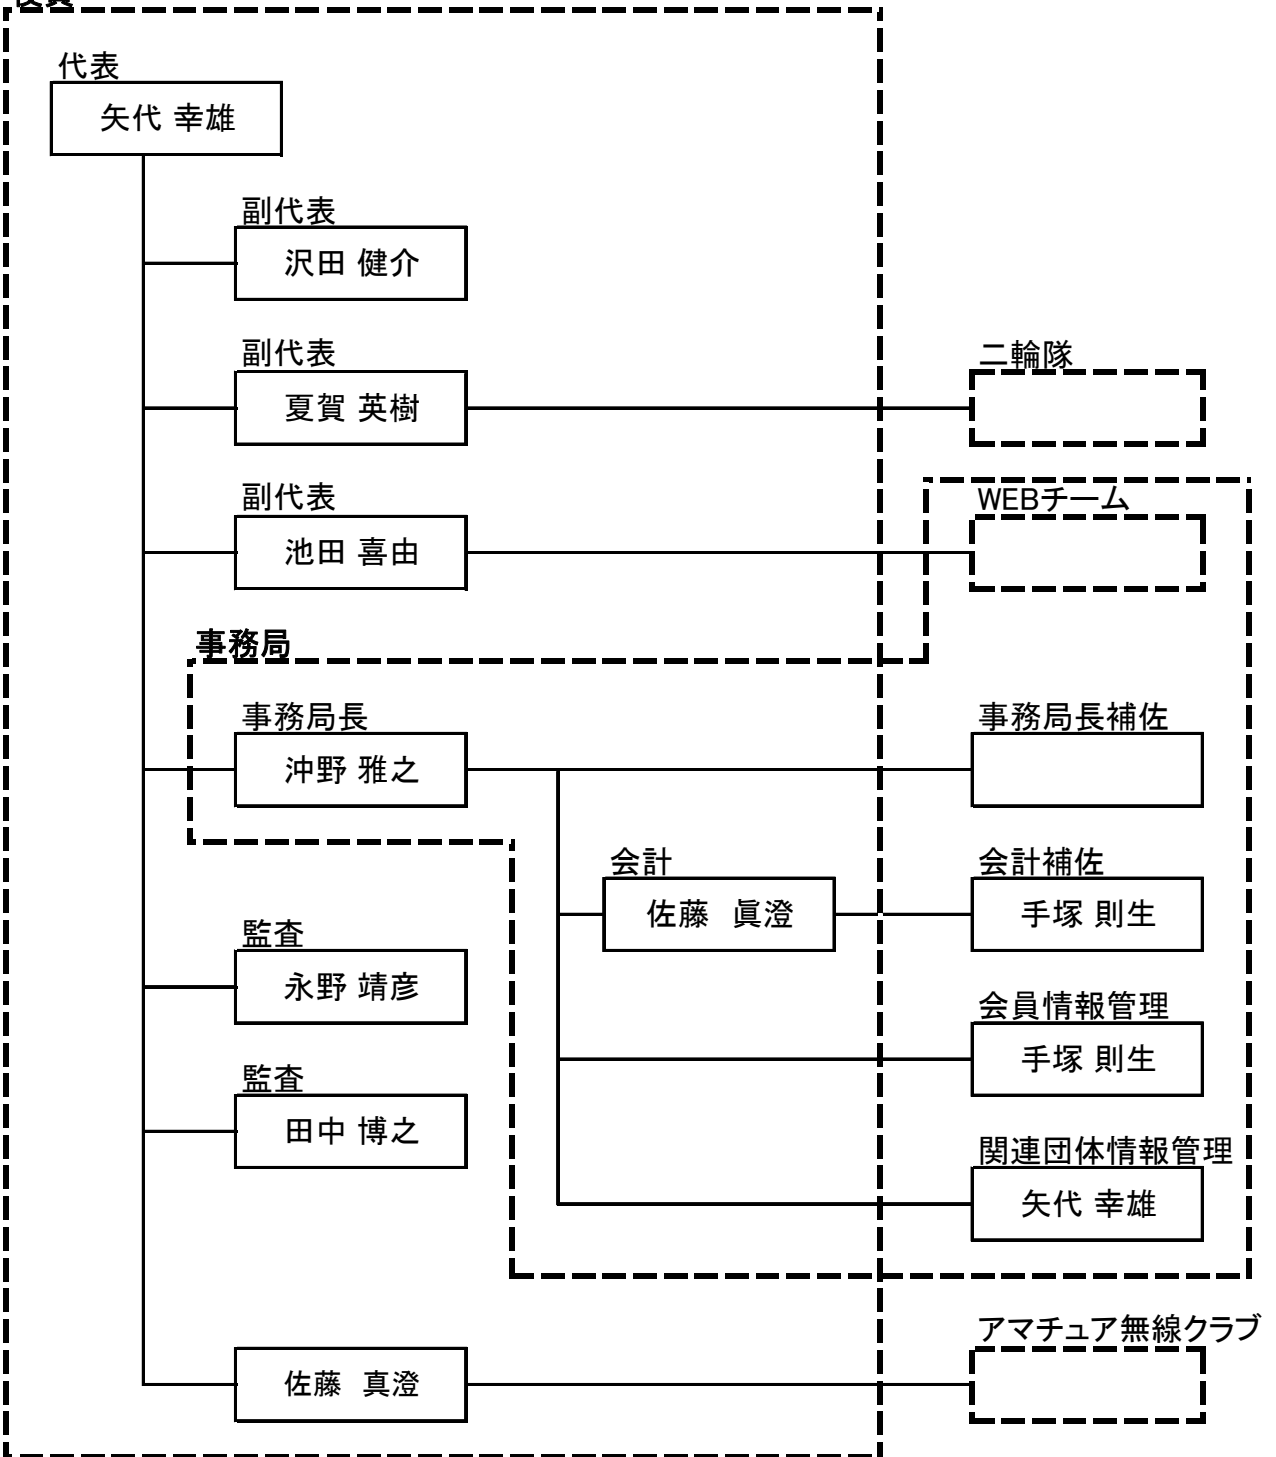 役員
代表
矢代 幸雄
副代表
沢田 健介
副代表
夏賀 英樹
二輪隊
副代表
池田 喜由
WEBチーム
事務局
事務局長
沖野 雅之
事務局長補佐
会計
佐藤　眞澄
会計補佐
手塚 則生
監査
永野 靖彦
会員情報管理
手塚 則生
監査
田中 博之
関連団体情報管理
矢代 幸雄
佐藤　真澄
アマチュア無線クラブ